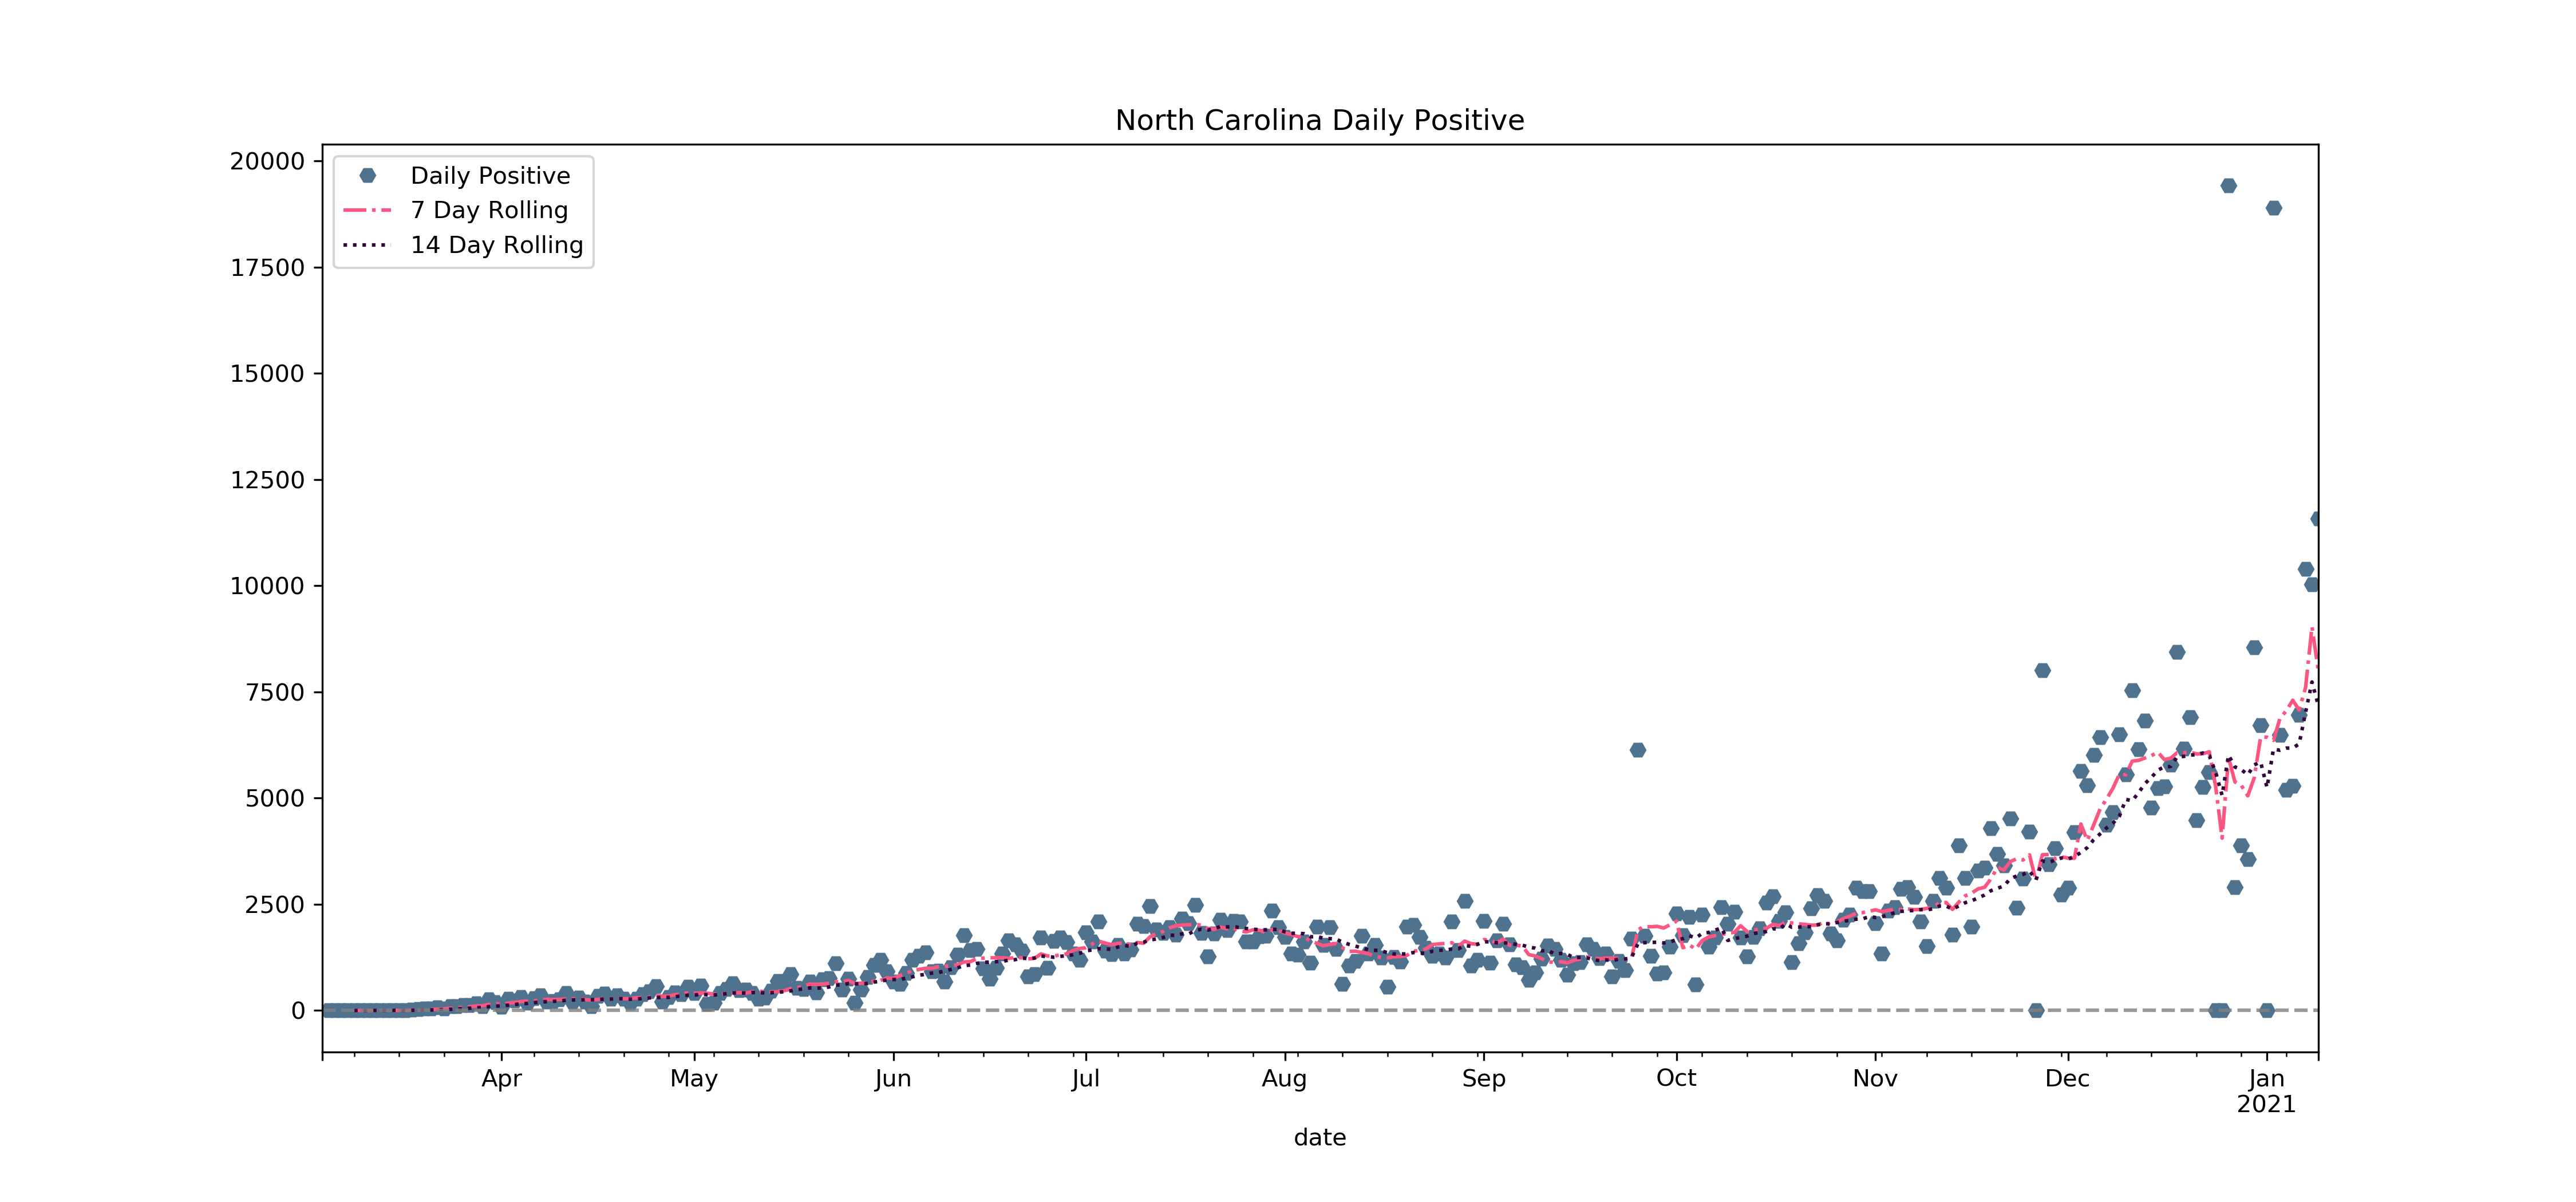 North Carolina Daily Positive
20000
17500
15000
12500
10000
7500
5000
2500
0
Daily Positive
7 Day Rolling
14 Day Rolling
Apr May Jun Jul Aug Sep Oct Nov Dec Jan
2021
date